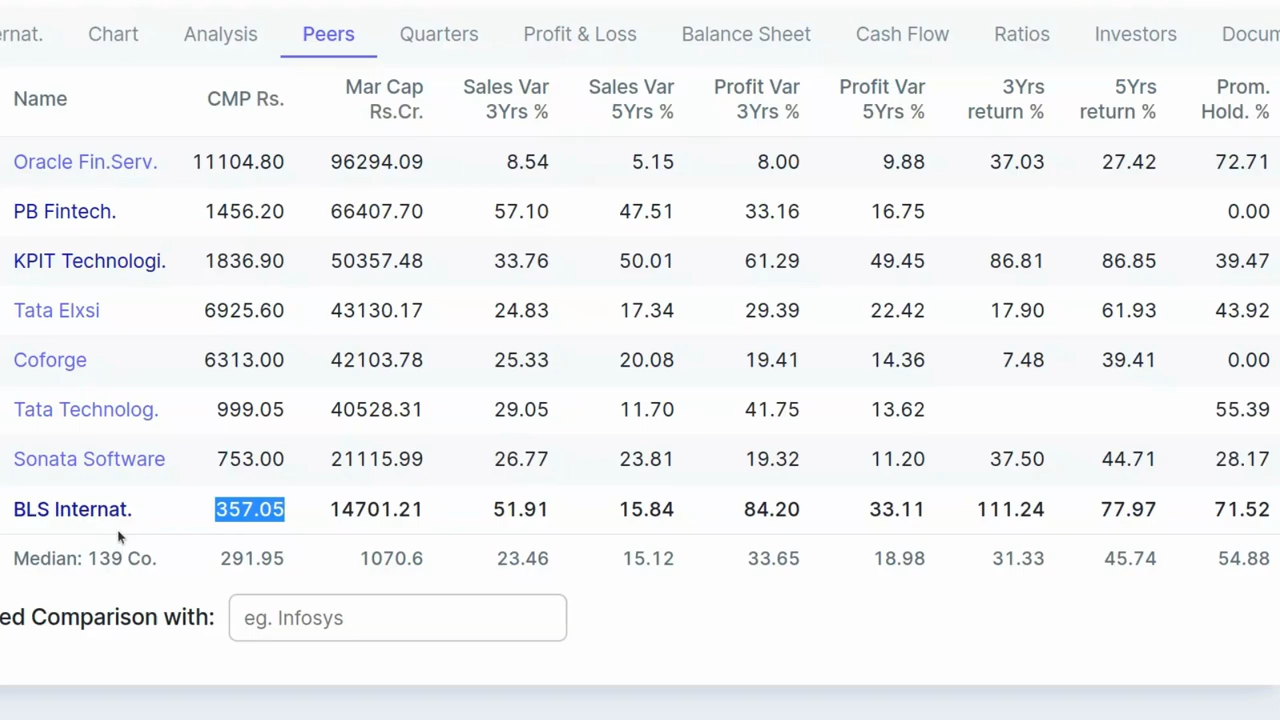 ernat. Chart Analysis Peers Quarters Profit & Loss Balance Sheet Cash Flow Ratios Investors Docum
Name CMP Rs. Mar Cap Rs.Cr. Sales Var 3Yrs % Sales Var 5Yrs % Profit Var 3Yrs % Profit Var 5Yrs % 3Yrs return % 5Yrs return % Prom. Hold. %
Oracle Fin.Serv. 11104.80 96294.09 8.54 5.15 8.00 9.88 37.03 27.42 72.71
PB Fintech. 1456.20 66407.70 57.10 47.51 33.16 16.75 0.00
KPIT Technologi. 1836.90 50357.48 33.76 50.01 61.29 49.45 86.81 86.85 39.47
Tata Elxsi 6925.60 43130.17 24.83 17.34 29.39 22.42 17.90 61.93 43.92
Coforge 6313.00 42103.78 25.33 20.08 19.41 14.36 7.48 39.41 0.00
Tata Technolog. 999.05 40528.31 29.05 11.70 41.75 13.62 55.39
Sonata Software 753.00 21115.99 26.77 23.81 19.32 11.20 37.50 44.71 28.17
BLS Internat. 357.05 14701.21 51.91 15.84 84.20 33.11 111.24 77.97 71.52
Median: 139 Co. 291.95 1070.6 23.46 15.12 33.65 18.98 31.33 45.74 54.88
ed Comparison with: eg. Infosys